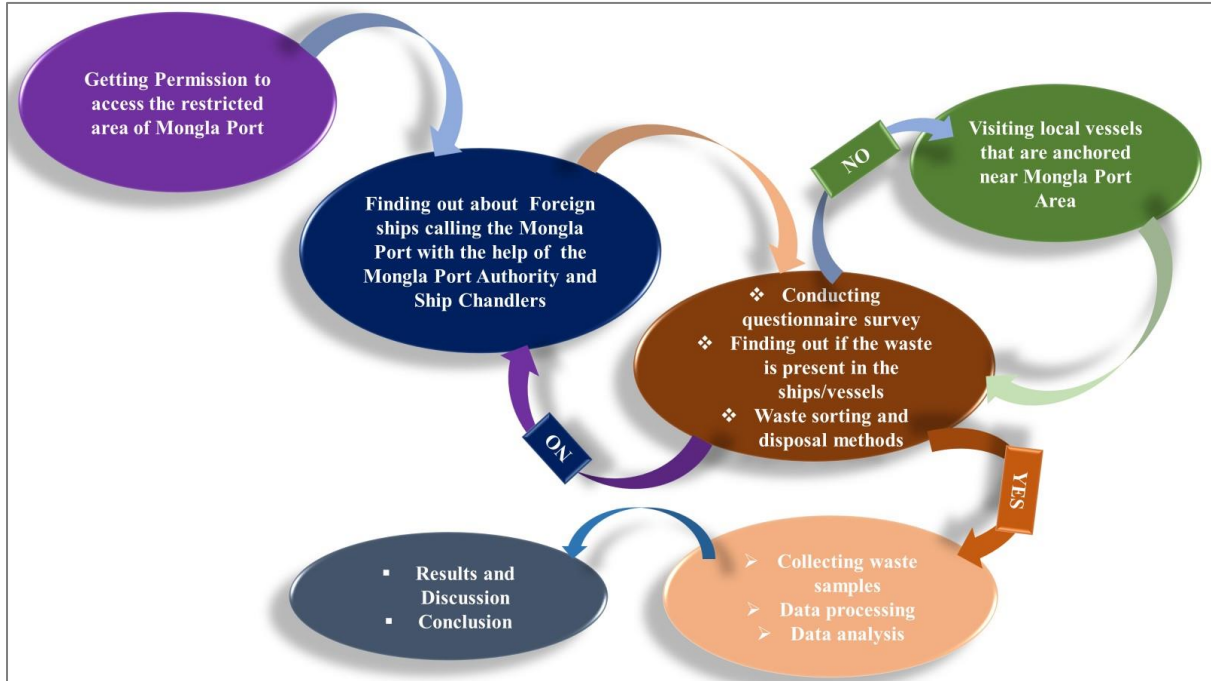 Getting Permission to
access the restricted
area of Mongla Port
Finding out about Foreign
ships calling the Mongla
Port with the help of the
Mongla Port Authority and
Ship Chandlers
NO
Visiting local vessels
that are anchored
near Mongla Port
Area
❖ Conducting
questionnaire survey
❖ Finding out if the waste
is present in the
ships/vessels
❖ Waste sorting and
disposal methods
NO
YES
➢ Collecting waste
samples
➢ Data processing
➢ Data analysis
▪ Results and
Discussion
▪ Conclusion